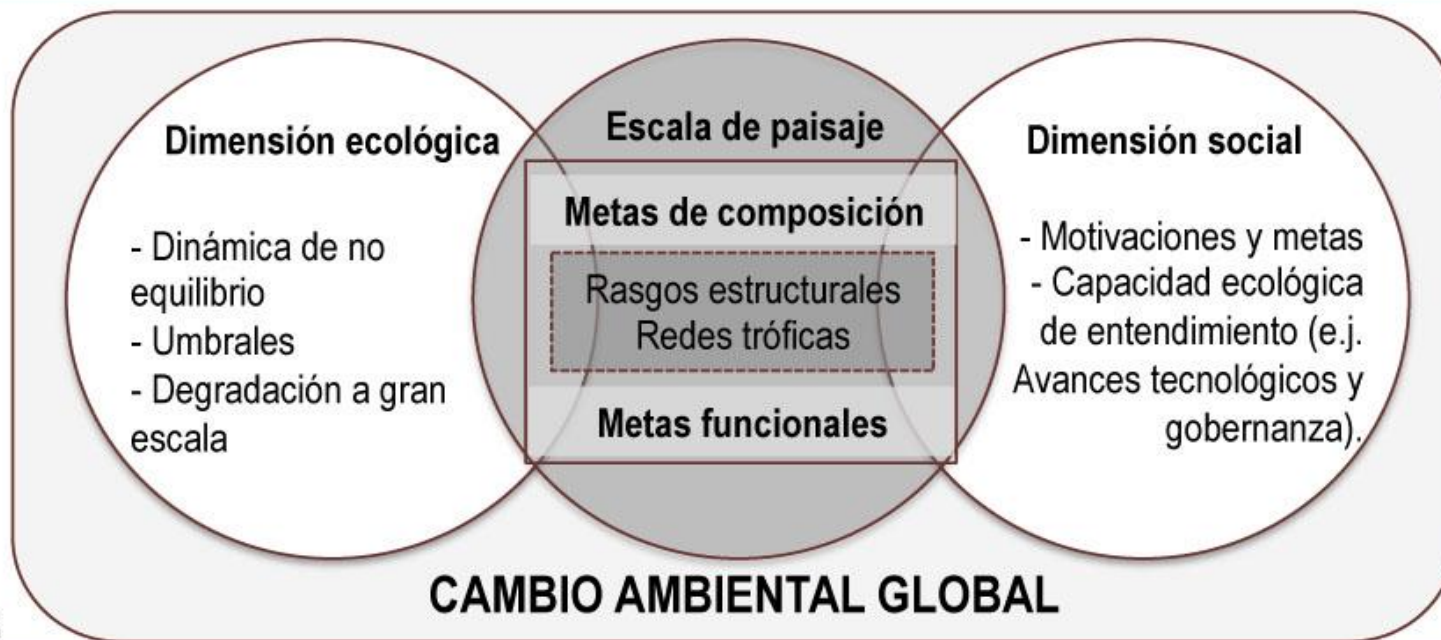 Dimensión ecológica
- Dinámica de no
equilibrio
- Umbrales
- Degradación a gran
escala
Escala de paisaje
Metas de composición
Rasgos estructurales
Redes tróficas
Metas funcionales
Dimensión social
- Motivaciones y metas
- Capacidad ecológica
de entendimiento (e.j.
Avances tecnológicos y
gobernanza).
CAMBIO AMBIENTAL GLOBAL